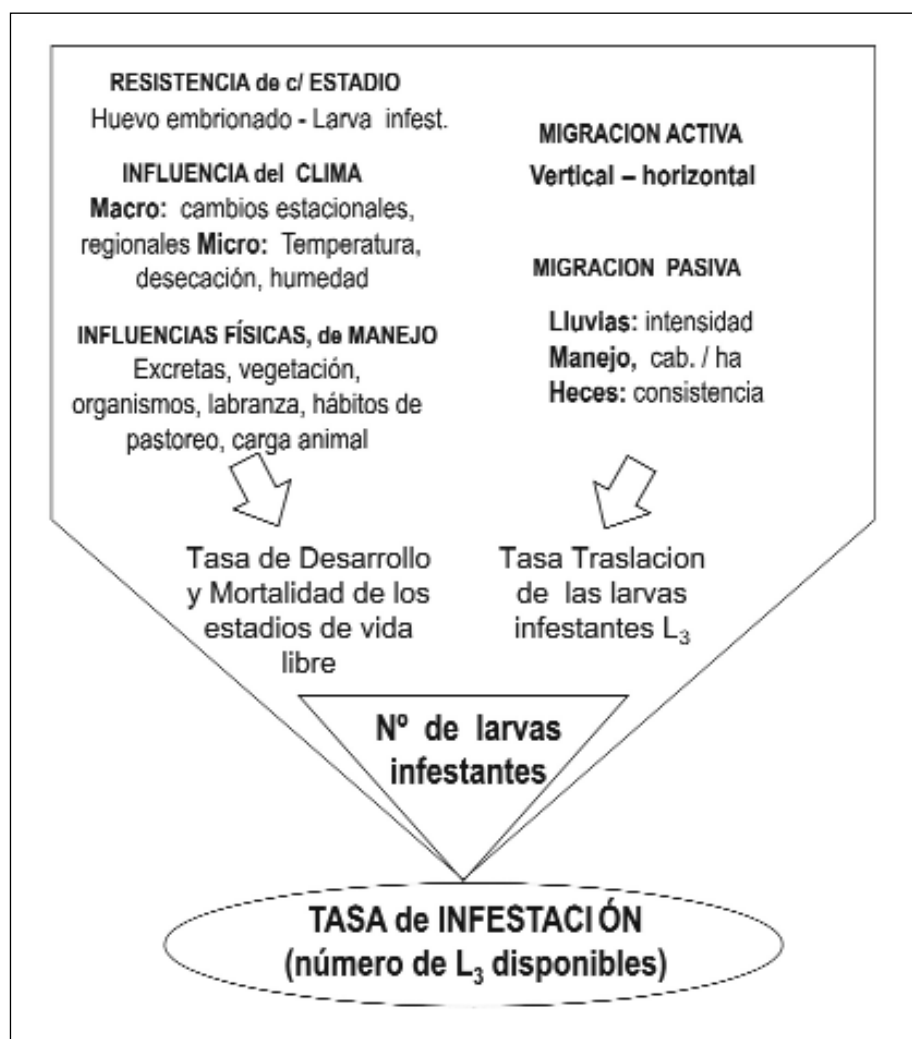 RESISTENCIA de c/ ESTADIO
Huevo embrionado - Larva infest.
INFLUENCIA del CLIMA
Macro: cambios estacionales,
regionales Micro: Temperatura,
desecación, humedad
INFLUENCIAS FÍSICAS, de MANEJO
Excretas, vegetación,
organismos, labranza, hábitos de
pastoreo, carga animal
MIGRACION ACTIVA
Vertical – horizontal
MIGRACION PASIVA
Lluvias: intensidad
Manejo, cab. / ha
Heces: consistencia
Tasa de Desarrollo
y Mortalidad de los
estadios de vida
libre
Tasa Traslacion
de las larvas
infestantes L₃
Nº de larvas
infestantes
TASA de INFESTACIÓN
(número de L₃ disponibles)